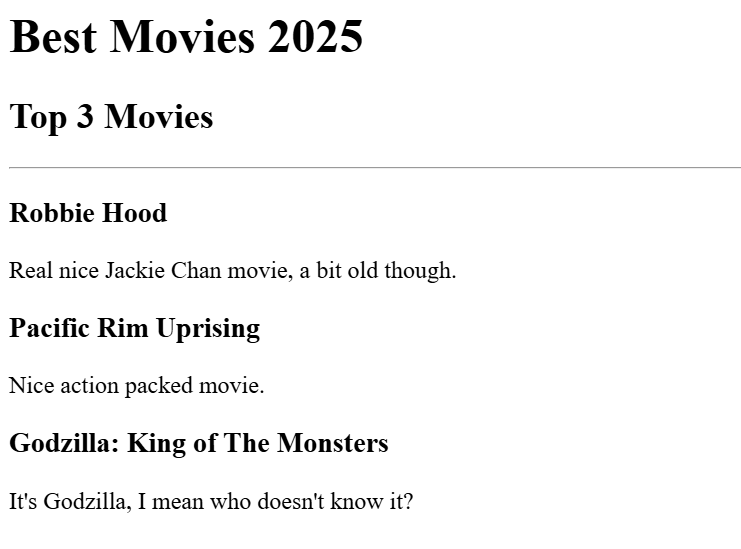 Best Movies 2025
Top 3 Movies
Robbie Hood
Real nice Jackie Chan movie, a bit old though.
Pacific Rim Uprising
Nice action packed movie.
Godzilla: King of The Monsters
It's Godzilla, I mean who doesn't know it?